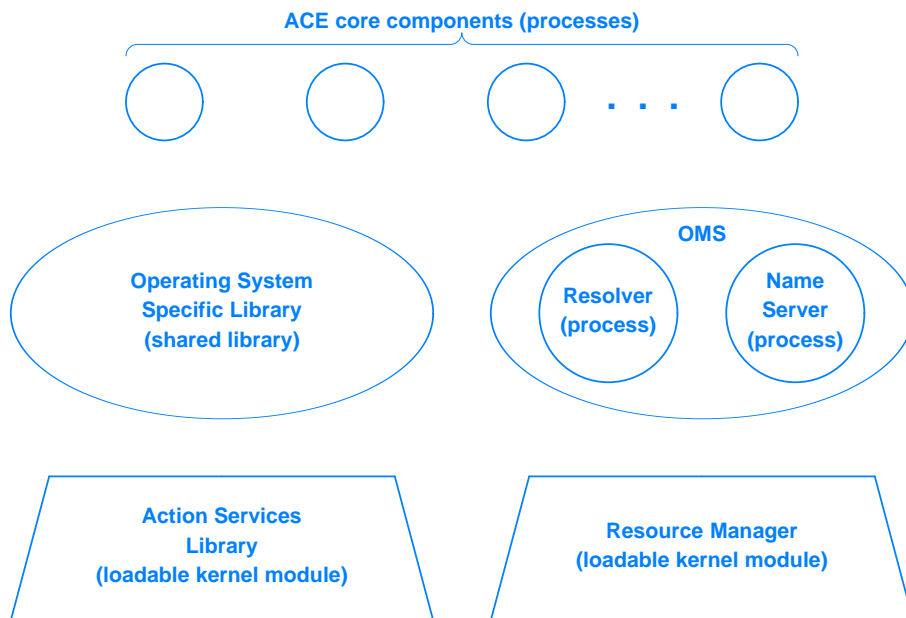 ACE core components (processes)
. . .
Operating System
Specific Library
(shared library)
OMS
Resolver
(process)
Name
Server
(process)
Action Services
Library
(loadable kernel module)
Resource Manager
(loadable kernel module)